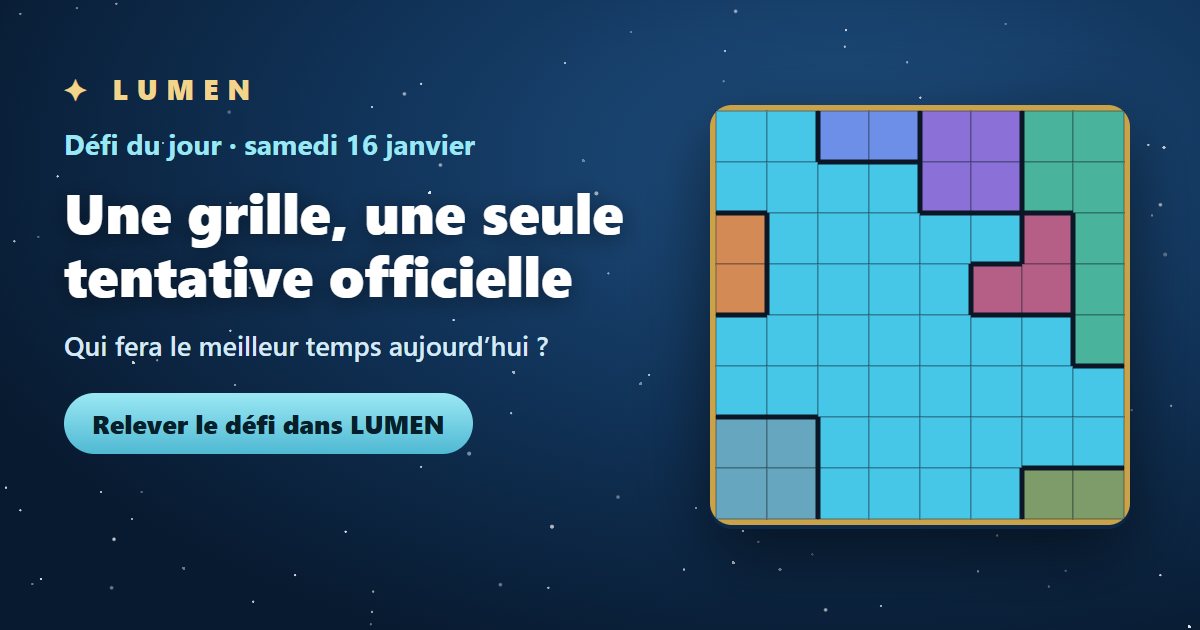 LUMEN
Défi du jour · samedi 16 janvier
Une grille, une seule
tentative officielle
Qui fera le meilleur temps aujourd’hui ?
Relever le défi dans LUMEN